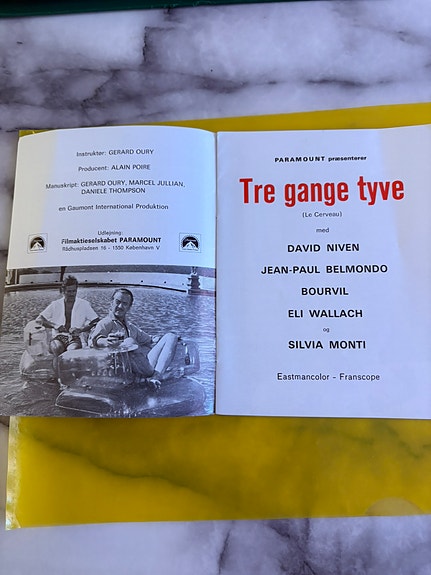 Instruktør: GERARD OURY
Producent: ALAIN POIRE
Manuskript: GERARD OURY, MARCEL JULLIAN,
DANIELE THOMPSON
en Gaumont International Produktion
Udlejning:
Filmaktieselskabet PARAMOUNT
Rådhuspladsen 16 - 1550 København V
PARAMOUNT præsenterer
Tre gange tyve
(Le Cerveau)
med
DAVID NIVEN
JEAN-PAUL BELMONDO
BOURVIL
ELI WALLACH
og
SILVIA MONTI
Eastmancolor - Franscope